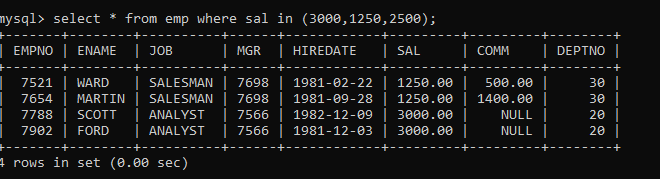 mysql> select * from emp where sal in (3000,1250,2500);
+-------+--------+----------+------+------------+---------+---------+--------+
| EMPNO | ENAME  | JOB      | MGR  | HIREDATE   | SAL     | COMM    | DEPTNO |
+-------+--------+----------+------+------------+---------+---------+--------+
|  7521 | WARD   | SALESMAN | 7698 | 1981-02-22 | 1250.00 |  500.00 |     30 |
|  7654 | MARTIN | SALESMAN | 7698 | 1981-09-28 | 1250.00 | 1400.00 |     30 |
|  7788 | SCOTT  | ANALYST  | 7566 | 1982-12-09 | 3000.00 |    NULL |     20 |
|  7902 | FORD   | ANALYST  | 7566 | 1981-12-03 | 3000.00 |    NULL |     20 |
+-------+--------+----------+------+------------+---------+---------+--------+
4 rows in set (0.00 sec)